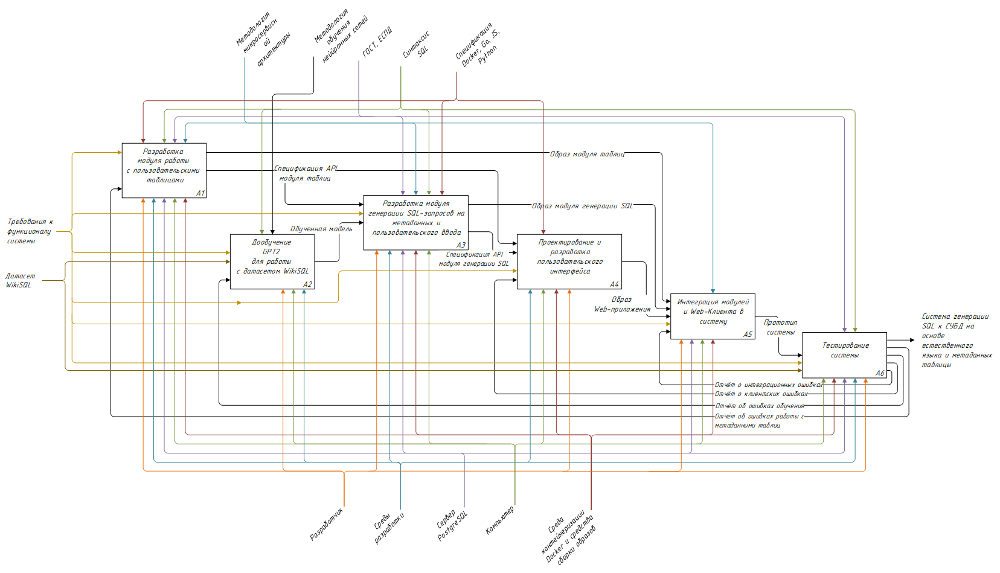 Методология
микросервисн
ой
архитектуры
Методология
обучения
неййронных сетей
ГОСТ, ЕСПД
Синтаксис
SQL
Спецификация
Docker, Go, JS,
Python
Разработка
модуля работы
с пользовательскими
таблицами
A1
Образ модуля таблиц
Спецификация API
модуля таблиц
Разработка модуля
генерации SQL-запросов на
метаданных и
пользовательского ввода
A3
Образ модуля генерации SQL
Требования к
функционалу
системы
Обученная модель
Дообучение
GPT2
для работы
с датасетом WikiSQL
A2
Спецификация API
модуля генерации SQL
Проектирование и
разработка
пользовательского
интерфейса
A4
Датасет
WikiSQL
Образ
Web-приложения
Интеграция модулей
и Web-Клиента в
систему
A5
Прототип
системы
Система генерации
SQL к СУБД на
основе
естественного
языка и метаданных
таблицы
Тестирование
системы
A6
Отчёт о интеграционных ошибках
Отчёт о клиентских ошибках
Отчёт об ошибках обучения
Отчёт об ошибках работы с
метаданными таблиц
Разработчик
Среды
разработки
Сервер
PostgreSQL
Компьютер
Среда
контейнеризации
Docker и средства
сборки образов